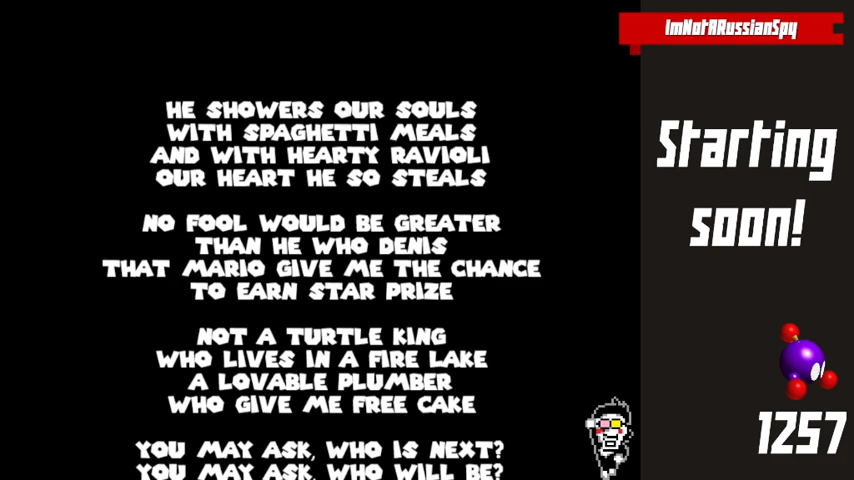 ImNotARussianSpy
HE SHOWERS OUR SOULS
WITH SPAGHETTI MEALS
AND WITH HEARTY RAVIOLI
OUR HEART HE SO STEALS
NO FOOL WOULD BE GREATER
THAN HE WHO DENIS
THAT MARIO GIVE ME THE CHANCE
TO EARN STAR PRIZE
NOT A TURTLE KING
WHO LIVES IN A FIRE LAKE
A LOVABLE PLUMBER
WHO GIVE ME FREE CAKE
YOU MAY ASK, WHO IS NEXT?
YOU MAY ASK, WHO WILL BE?
Starting
soon!
1257